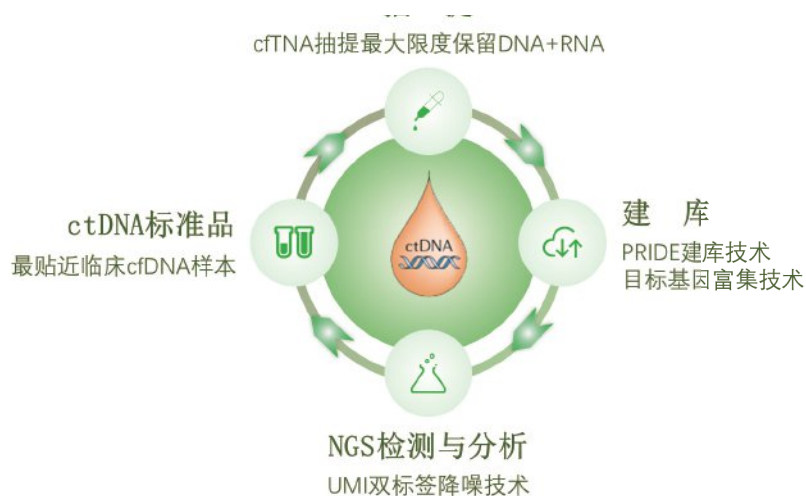 cfTNA抽提最大限度保留DNA+RNA
ctDNA标准品
最贴近临床cfDNA样本
ctDNA
建 库
PRIDE建库技术
目标基因富集技术
NGS检测与分析
UMI双标签降噪技术